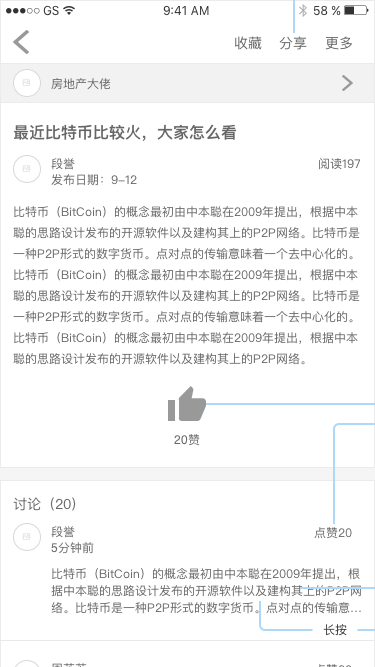 GS 9:41 AM 58 %
收藏 分享 更多
房地产大佬
最近比特币比较火，大家怎么看
段誉 阅读197
发布日期：9-12
比特币（BitCoin）的概念最初由中本聪在2009年提出，根据中本
聪的思路设计发布的开源软件以及建构其上的P2P网络。比特币是
一种P2P形式的数字货币。点对点的传输意味着一个去中心化的。
比特币（BitCoin）的概念最初由中本聪在2009年提出，根据中本
聪的思路设计发布的开源软件以及建构其上的P2P网络。比特币是
一种P2P形式的数字货币。点对点的传输意味着一个去中心化的。
比特币（BitCoin）的概念最初由中本聪在2009年提出，根据中本
聪的思路设计发布的开源软件以及建构其上的P2P网络。
20赞
讨论（20）
段誉 点赞20
5分钟前
比特币（BitCoin）的概念最初由中本聪在2009年提出，根
据中本聪的思路设计发布的开源软件以及建构其上的P2P网
络。比特币是一种P2P形式的数字货币。点对点的传输意...
长按